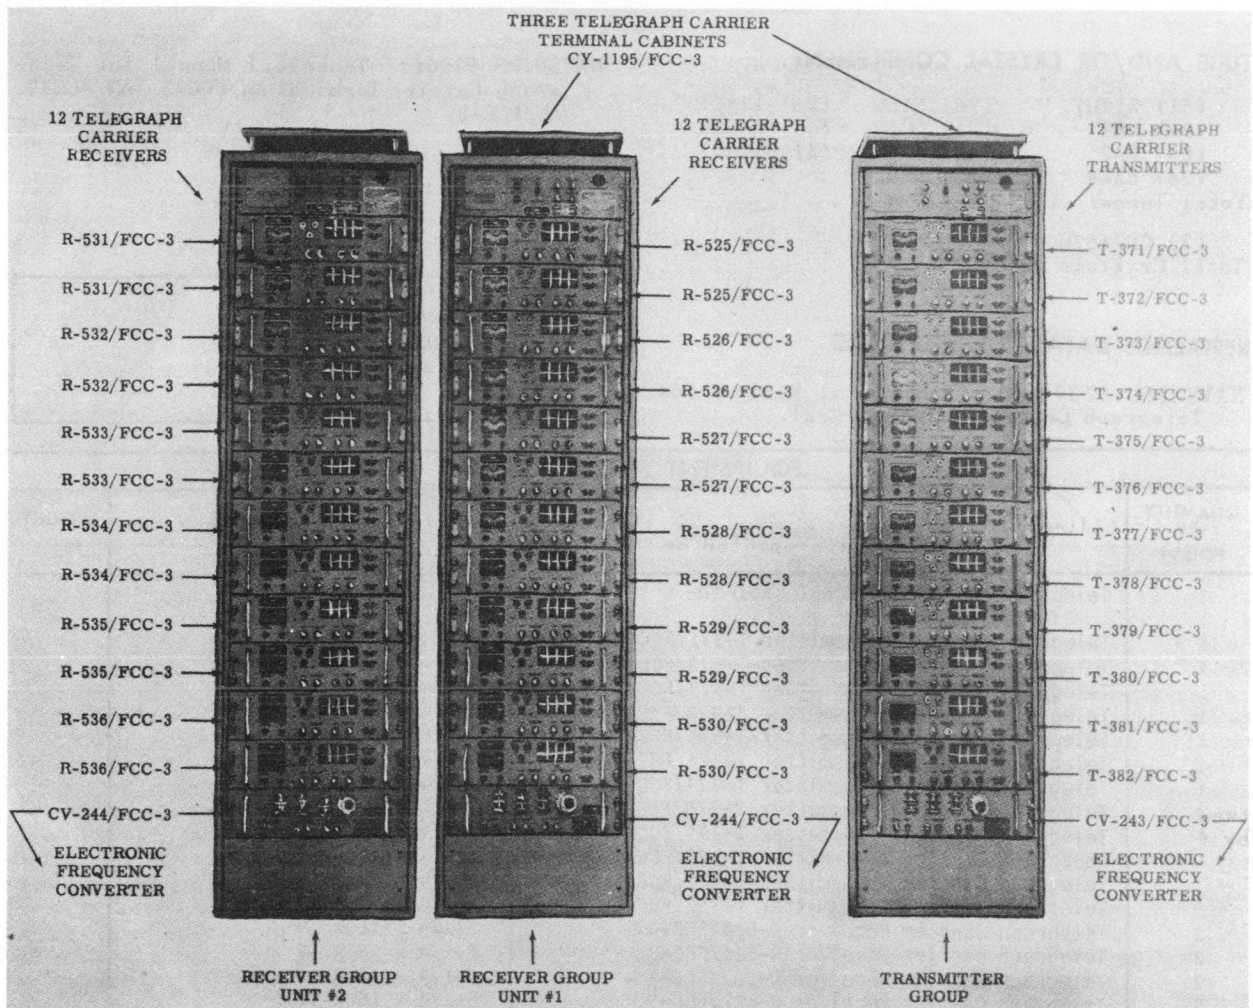 THREE TELEGRAPH CARRIER
TERMINAL CABINETS
CY-1195/FCC-3
12 TELEGRAPH
CARRIER
RECEIVERS
12 TELEGRAPH
CARRIER
RECEIVERS
12 TELEGRAPH
CARRIER
TRANSMITTERS
R-531/FCC-3
R-531/FCC-3
R-532/FCC-3
R-532/FCC-3
R-533/FCC-3
R-533/FCC-3
R-534/FCC-3
R-534/FCC-3
R-535/FCC-3
R-535/FCC-3
R-536/FCC-3
R-536/FCC-3
CV-244/FCC-3
ELECTRONIC
FREQUENCY
CONVERTER
R-525/FCC-3
R-525/FCC-3
R-526/FCC-3
R-526/FCC-3
R-527/FCC-3
R-527/FCC-3
R-528/FCC-3
R-528/FCC-3
R-529/FCC-3
R-529/FCC-3
R-530/FCC-3
R-530/FCC-3
CV-244/FCC-3
ELECTRONIC
FREQUENCY
CONVERTER
T-371/FCC-3
T-372/FCC-3
T-373/FCC-3
T-374/FCC-3
T-375/FCC-3
T-376/FCC-3
T-377/FCC-3
T-378/FCC-3
T-379/FCC-3
T-380/FCC-3
T-381/FCC-3
T-382/FCC-3
CV-243/FCC-3
ELECTRONIC
FREQUENCY
CONVERTER
RECEIVER GROUP
UNIT #2
RECEIVER GROUP
UNIT #1
TRANSMITTER
GROUP